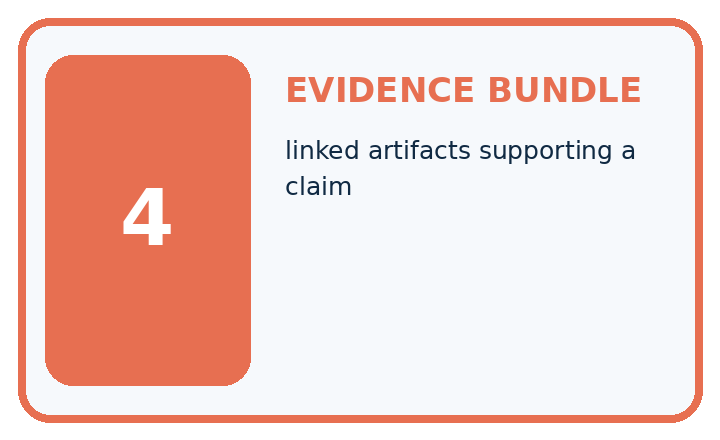 4
EVIDENCE BUNDLE
linked artifacts supporting a
claim